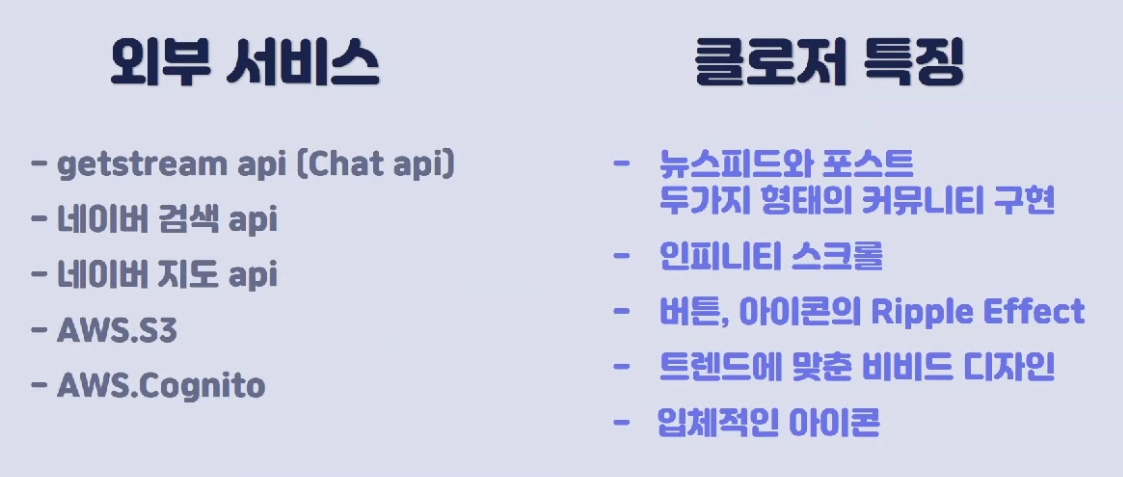 외부 서비스
- getstream api (Chat api)
- 네이버 검색 api
- 네이버 지도 api
- AWS.S3
- AWS.Cognito
클로저 특징
- 뉴스피드와 포스트
두가지 형태의 커뮤니티 구현
- 인피니티 스크롤
- 버튼, 아이콘의 Ripple Effect
- 트렌드에 맞춘 비비드 디자인
- 입체적인 아이콘